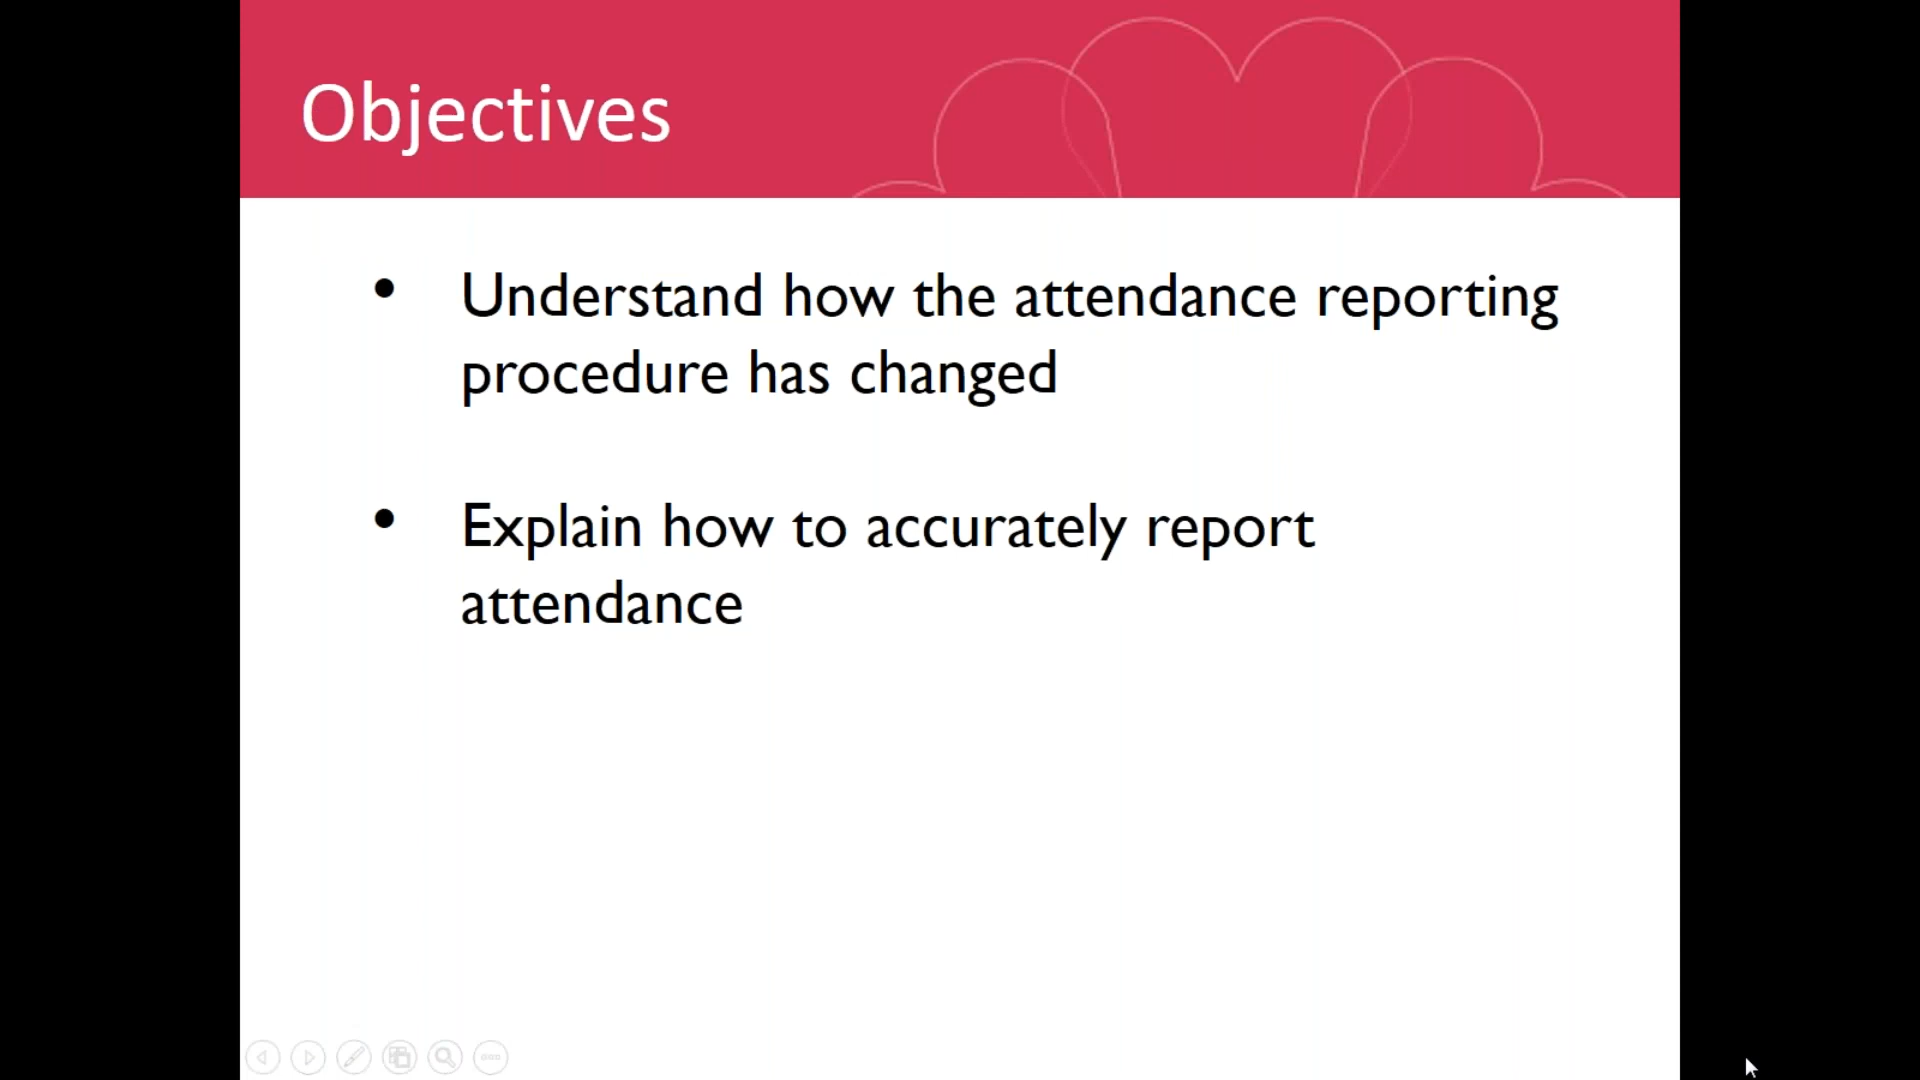 Objectives
• Understand how the attendance reporting
procedure has changed
• Explain how to accurately report
attendance